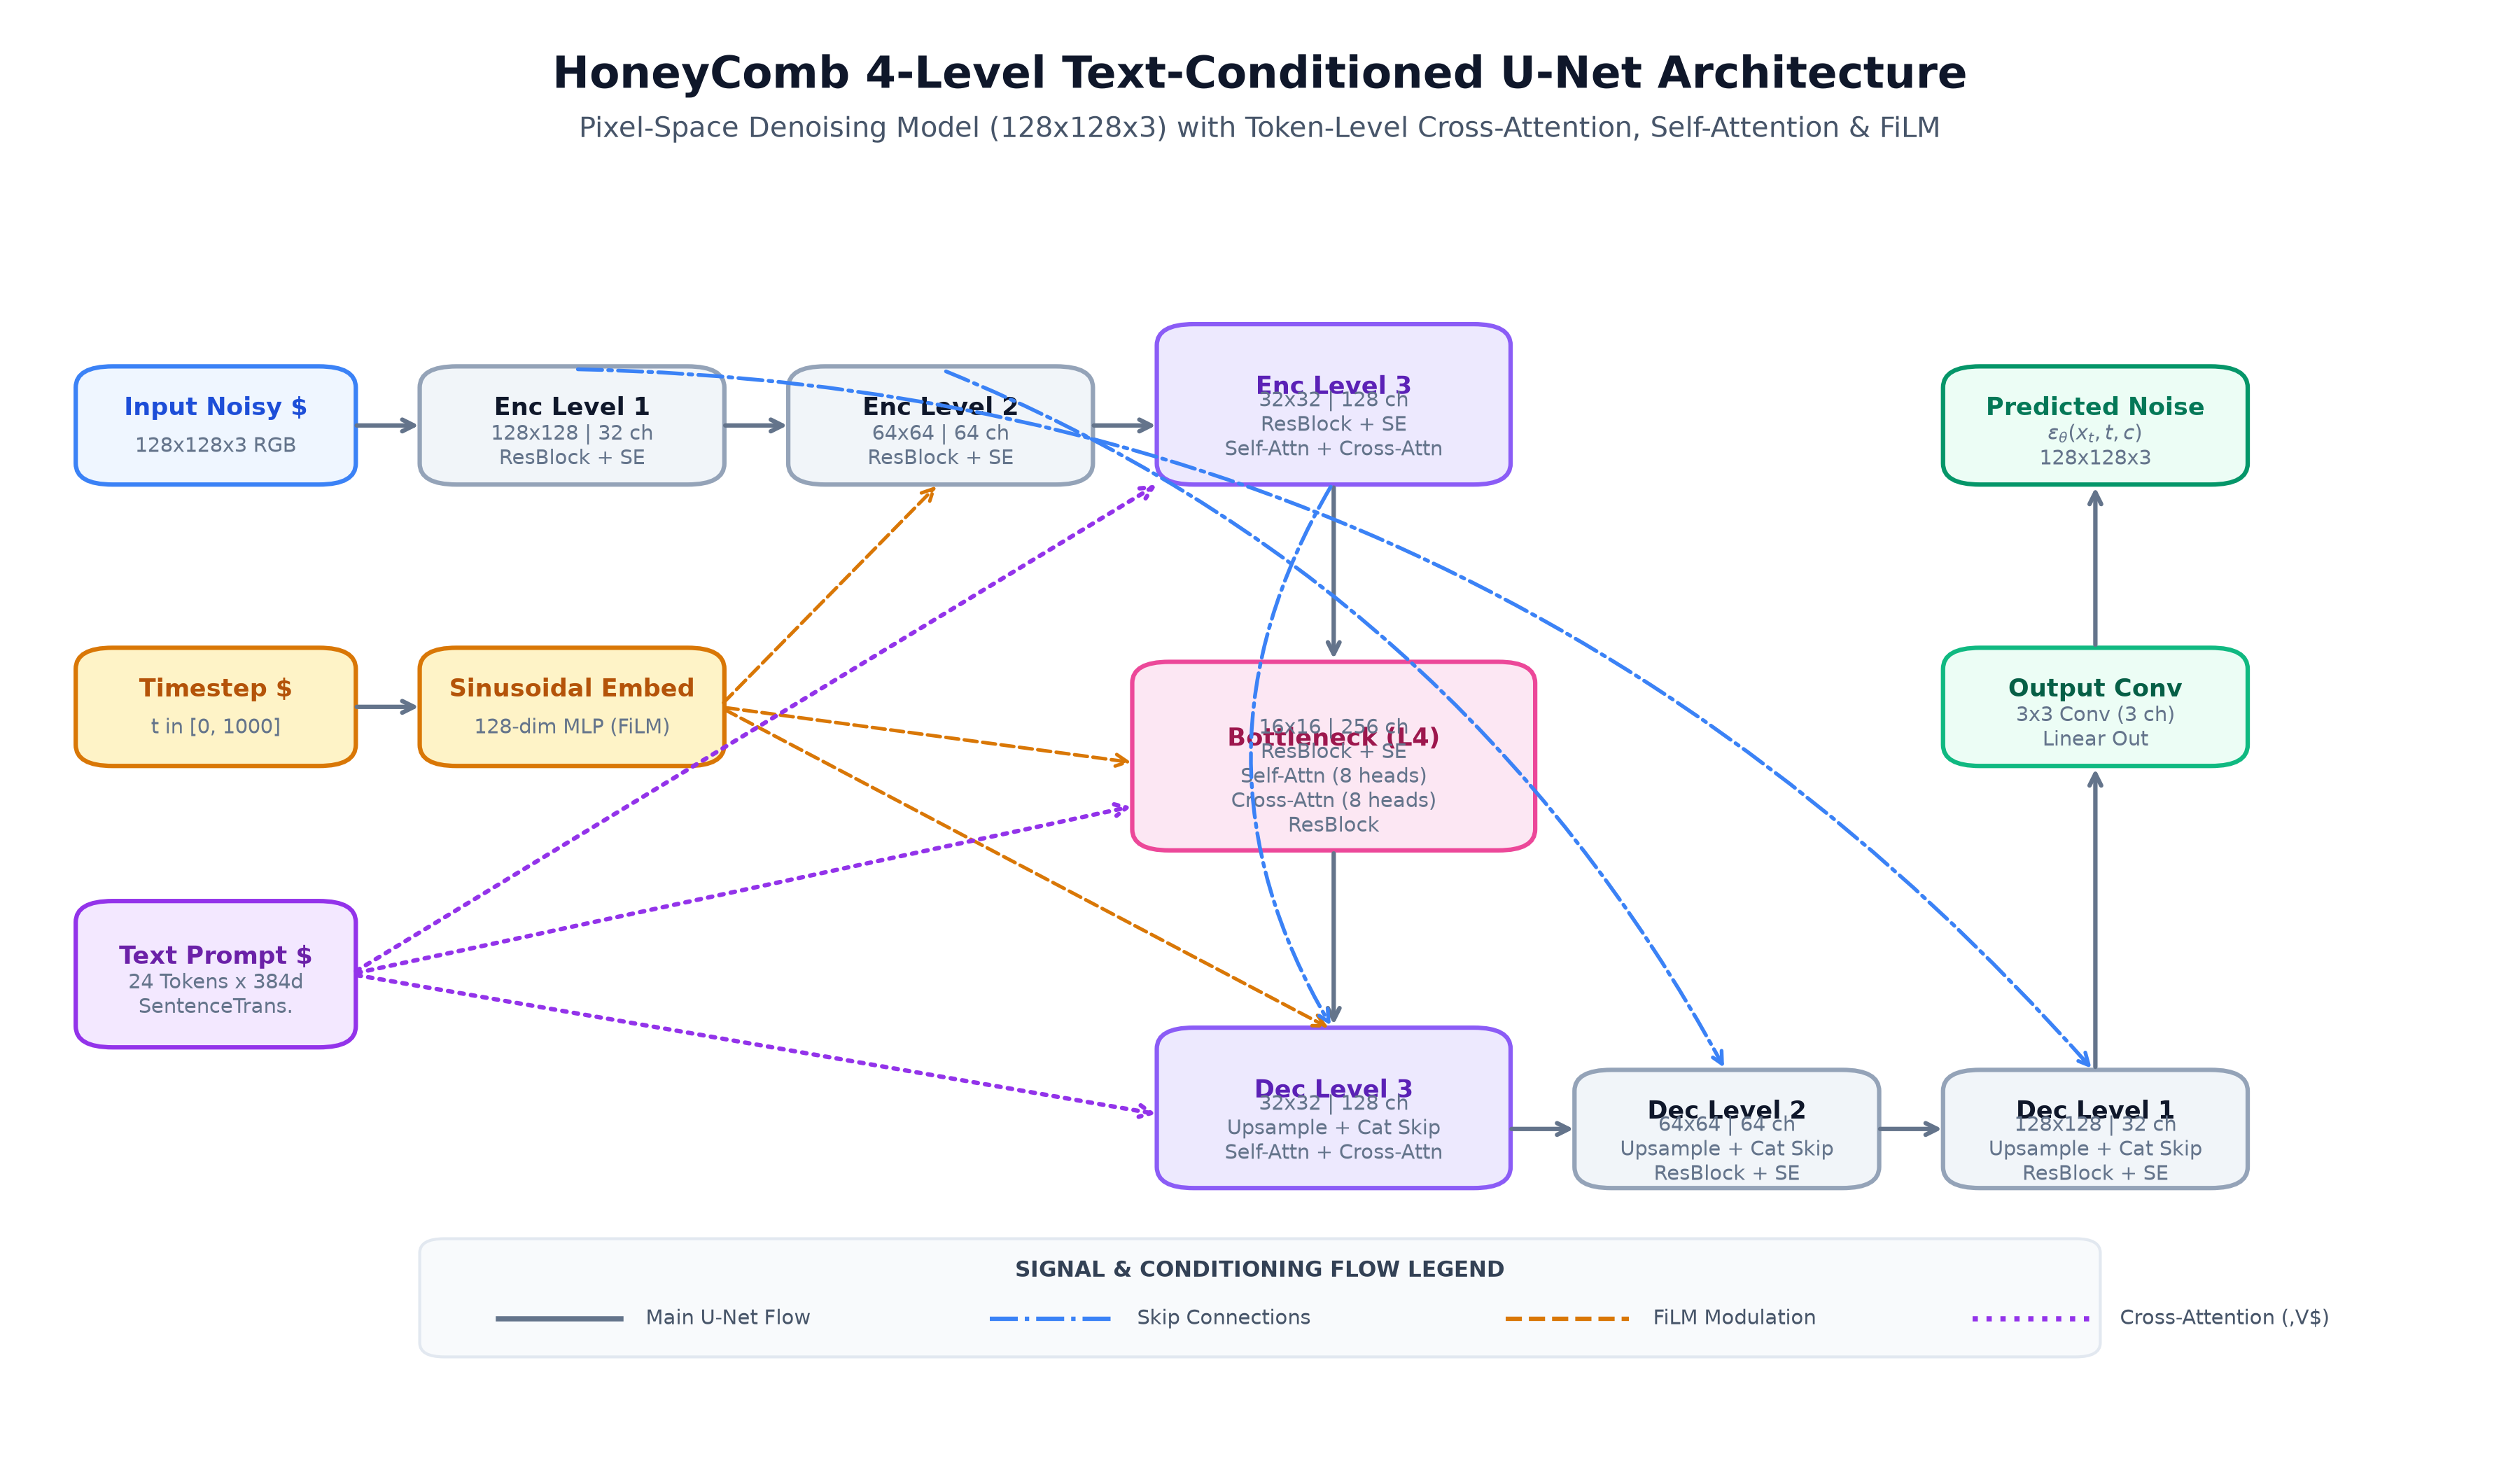 HoneyComb 4-Level Text-Conditioned U-Net Architecture
Pixel-Space Denoising Model (128x128x3) with Token-Level Cross-Attention, Self-Attention & FiLM
Input Noisy $
128x128x3 RGB
Enc Level 1
128x128 | 32 ch
ResBlock + SE
Enc Level 2
64x64 | 64 ch
ResBlock + SE
Enc Level 3
32x32 | 128 ch
ResBlock + SE
Self-Attn + Cross-Attn
Predicted Noise
εθ(xt, t, c)
128x128x3
Timestep $
t in [0, 1000]
Sinusoidal Embed
128-dim MLP (FiLM)
Bottleneck (L4)
16x16 | 256 ch
ResBlock + SE
Self-Attn (8 heads)
Cross-Attn (8 heads)
ResBlock
Output Conv
3x3 Conv (3 ch)
Linear Out
Text Prompt $
24 Tokens x 384d
SentenceTrans.
Dec Level 3
32x32 | 128 ch
Upsample + Cat Skip
Self-Attn + Cross-Attn
Dec Level 2
64x64 | 64 ch
Upsample + Cat Skip
ResBlock + SE
Dec Level 1
128x128 | 32 ch
Upsample + Cat Skip
ResBlock + SE
SIGNAL & CONDITIONING FLOW LEGEND
Main U-Net Flow
Skip Connections
FiLM Modulation
Cross-Attention (,V$)